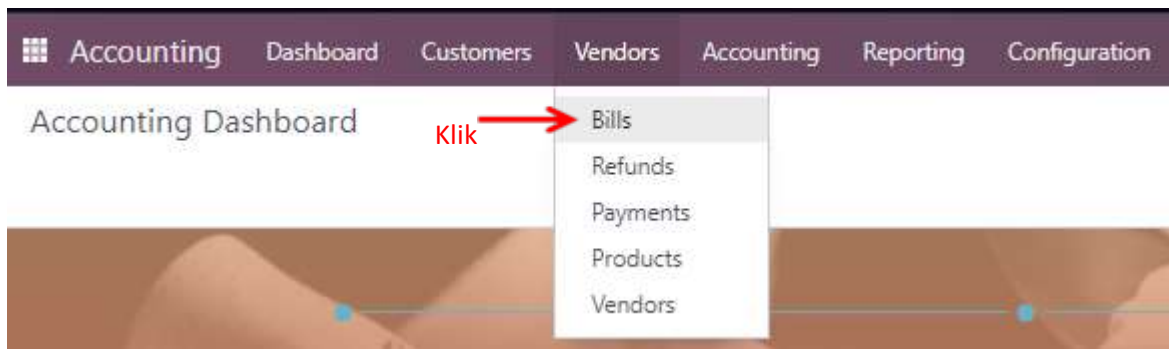 Accounting Dashboard Customers Vendors Accounting Reporting Configuration
Accounting Dashboard
Klik
Bills
Refunds
Payments
Products
Vendors